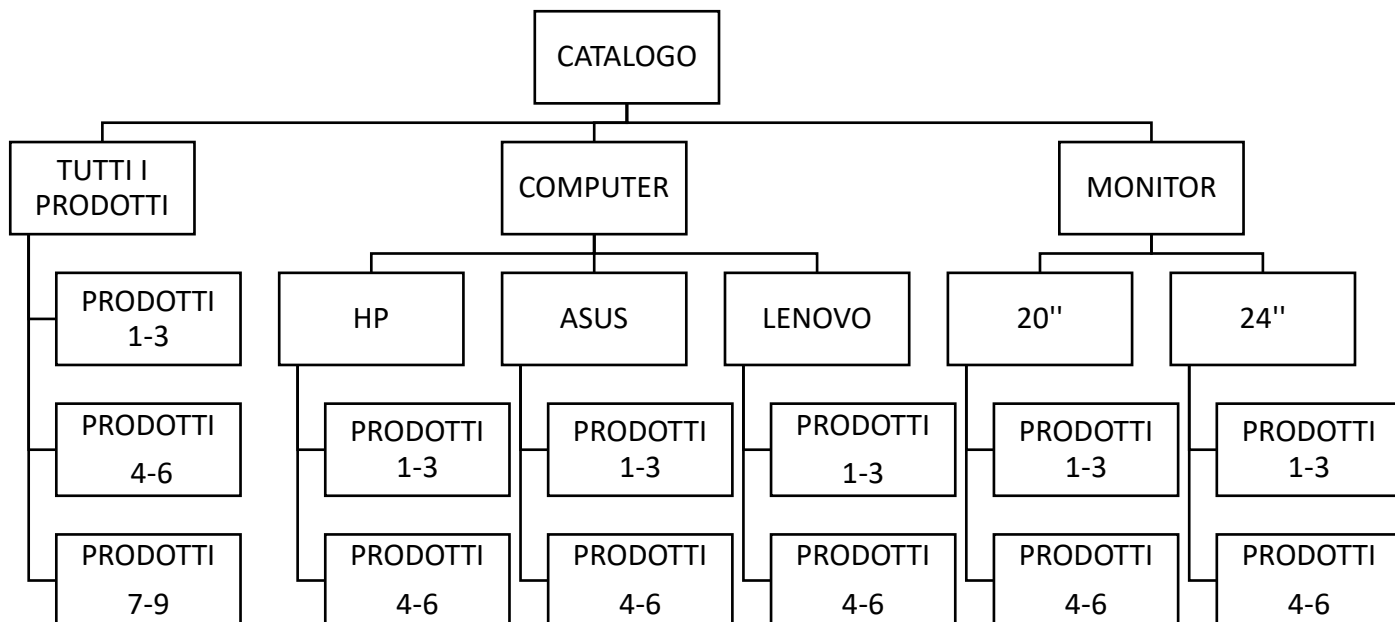 CATALOGO
TUTTI I
PRODOTTI
COMPUTER
MONITOR
PRODOTTI
1-3
HP
ASUS
LENOVO
20''
24''
PRODOTTI
4-6
PRODOTTI
1-3
PRODOTTI
1-3
PRODOTTI
1-3
PRODOTTI
1-3
PRODOTTI
1-3
PRODOTTI
7-9
PRODOTTI
4-6
PRODOTTI
4-6
PRODOTTI
4-6
PRODOTTI
4-6
PRODOTTI
4-6